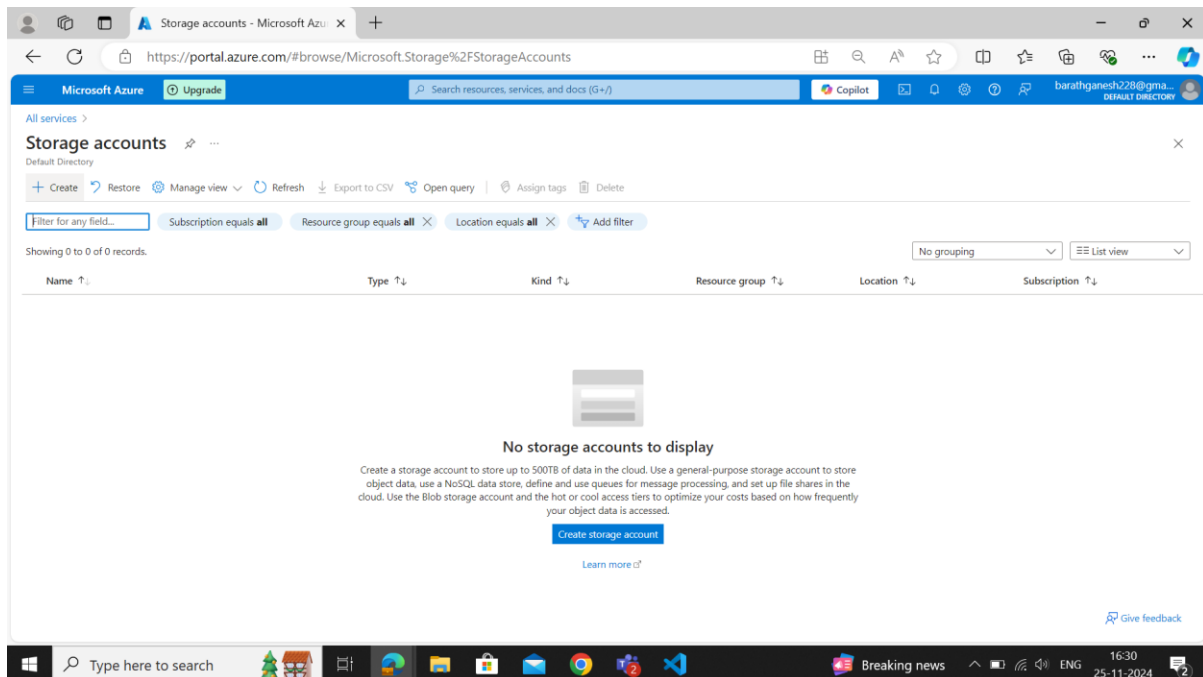 Storage accounts - Microsoft Azu
https://portal.azure.com/#browse/Microsoft.Storage%2FStorageAccounts
Microsoft Azure
Upgrade
Search resources, services, and docs (G+/)
Copilot
barathganesh228@gma...
DEFAULT DIRECTORY
All services >
Storage accounts
Default Directory
Create Restore Manage view Refresh Export to CSV Open query Assign tags Delete
Filter for any field... Subscription equals all Resource group equals all Location equals all Add filter
Showing 0 to 0 of 0 records.
No grouping
List view
Name Type Kind Resource group Location Subscription
No storage accounts to display
Create a storage account to store up to 500TB of data in the cloud. Use a general-purpose storage account to store
object data, use a NoSQL data store, define and use queues for message processing, and set up file shares in the
cloud. Use the Blob storage account and the hot or cool access tiers to optimize your costs based on how frequently
your object data is accessed.
Create storage account
Learn more
Give feedback
Type here to search
2
Breaking news
ENG
16:30
25-11-2024
2